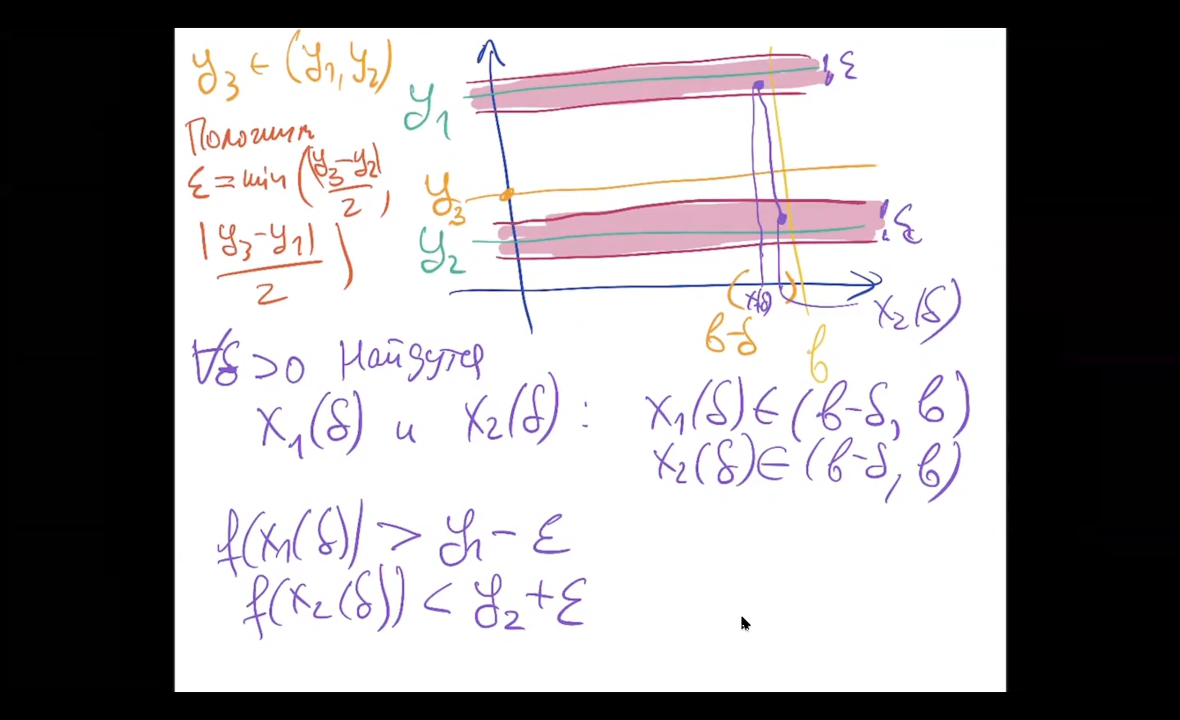 y₃ ∈ (y₁, y₂)
Положим
ε = min (|y₃ − y₂| / 2,
|y₃ − y₁| / 2)
y₁
ε
y₃
y₂
ε
( x₁(δ) )
x₂(δ)
в−δ
в
∀δ > 0 Найдутся
x₁(δ) и x₂(δ) : x₁(δ) ∈ (в−δ, в)
x₂(δ) ∈ (в−δ, в)
f(x₁(δ)) > y₁ − ε
f(x₂(δ)) < y₂ + ε